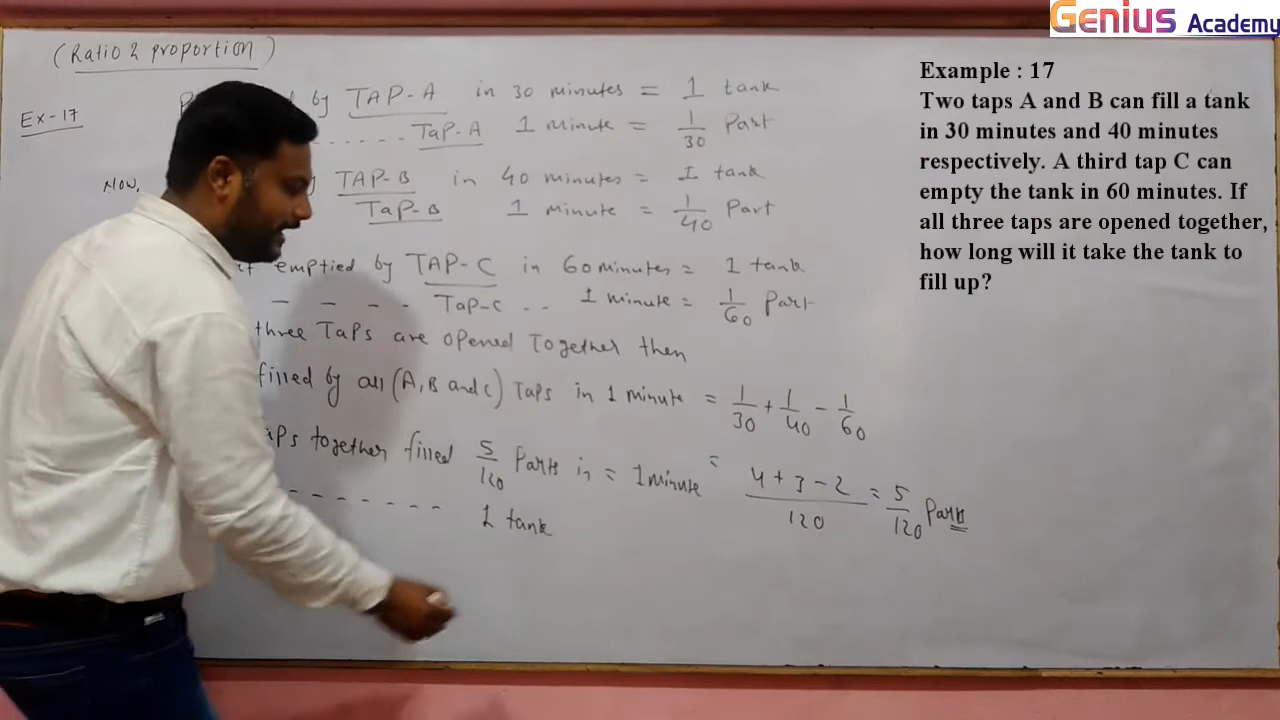 Genius Academy
(Ratio & proportion)
Ex-17
by TAP-A in 30 minutes = 1 tank
...... TaP-A 1 minute = 1/30 Part
Now,
TAP-B in 40 minutes = 1 tank
TaP-B 1 minute = 1/40 Part
emptied by TAP-C in 60 minutes = 1 tank
- - - - TaP-C .. 1 minute = 1/60 Part
three Taps are opened Together then
filled by all (A, B and C) Taps in 1 minute = 1/30 + 1/40 - 1/60
together filled 5/120 Parts in = 1 minute
= 4+3-2/120 = 5/120 Parts
- - - - - - - 1 tank
Example : 17
Two taps A and B can fill a tank
in 30 minutes and 40 minutes
respectively. A third tap C can
empty the tank in 60 minutes. If
all three taps are opened together,
how long will it take the tank to
fill up?